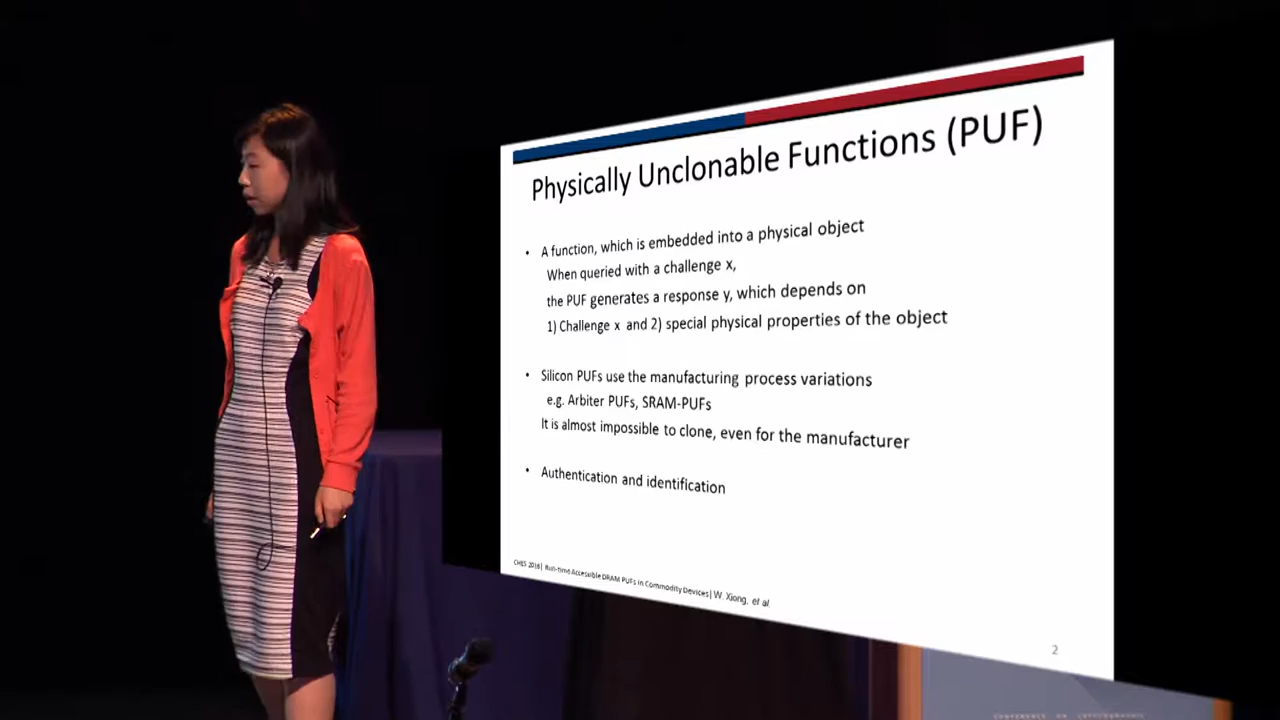 Physically Unclonable Functions (PUF)
• A function, which is embedded into a physical object
When queried with a challenge x,
the PUF generates a response y, which depends on
1) Challenge x and 2) special physical properties of the object
• Silicon PUFs use the manufacturing process variations
e.g. Arbiter PUFs, SRAM-PUFs
It is almost impossible to clone, even for the manufacturer
• Authentication and identification
CHES 2016| Run-time Accessible DRAM PUFs in Commodity Devices| W. Xiong, et al
2
CONFERENCE ON CRYPTOGRAPHIC